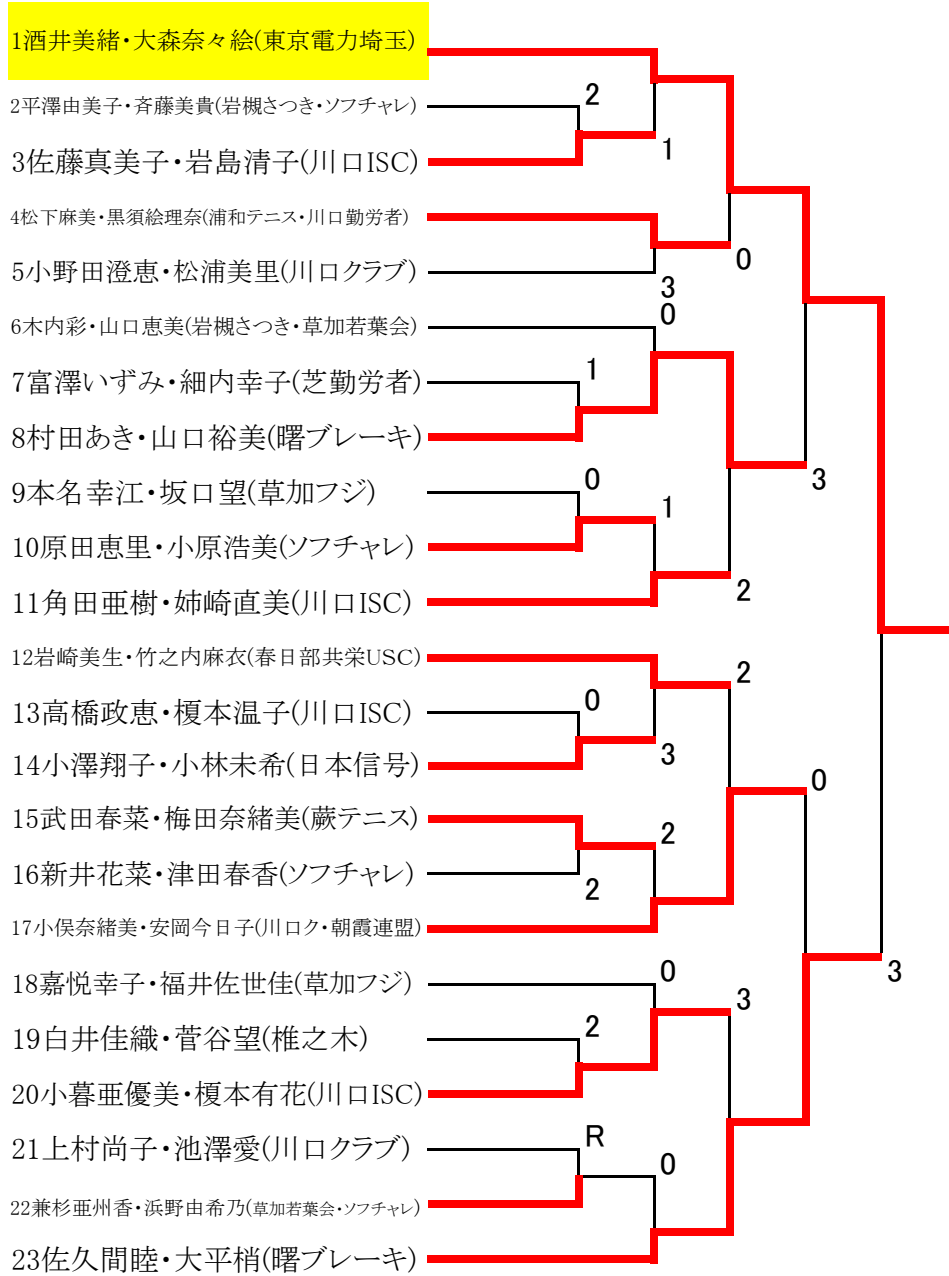 1酒井美緒・大森奈々絵(東京電力埼玉)
2平澤由美子・斉藤美貴(岩槻さつき・ソフチャレ)
2
3佐藤真美子・岩島清子(川口ISC)
1
4松下麻美・黒須絵理奈(浦和テニス・川口勤労者)
0
5小野田澄恵・松浦美里(川口クラブ)
3
0
6木内彩・山口恵美(岩槻さつき・草加若葉会)
7富澤いずみ・細内幸子(芝勤労者)
1
8村田あき・山口裕美(曙ブレーキ)
3
9本名幸江・坂口望(草加フジ)
0
1
10原田恵里・小原浩美(ソフチャレ)
2
11角田亜樹・姉崎直美(川口ISC)
12岩崎美生・竹之内麻衣(春日部共栄USC)
2
13高橋政恵・榎本温子(川口ISC)
0
3
14小澤翔子・小林未希(日本信号)
0
15武田春菜・梅田奈緒美(蕨テニス)
2
16新井花菜・津田春香(ソフチャレ)
2
17小俣奈緒美・安岡今日子(川口ク・朝霞連盟)
18嘉悦幸子・福井佐世佳(草加フジ)
0
3
3
19白井佳織・菅谷望(椎之木)
2
20小暮亜優美・榎本有花(川口ISC)
21上村尚子・池澤愛(川口クラブ)
R
0
22兼杉亜州香・浜野由希乃(草加若葉会・ソフチャレ)
23佐久間睦・大平梢(曙ブレーキ)